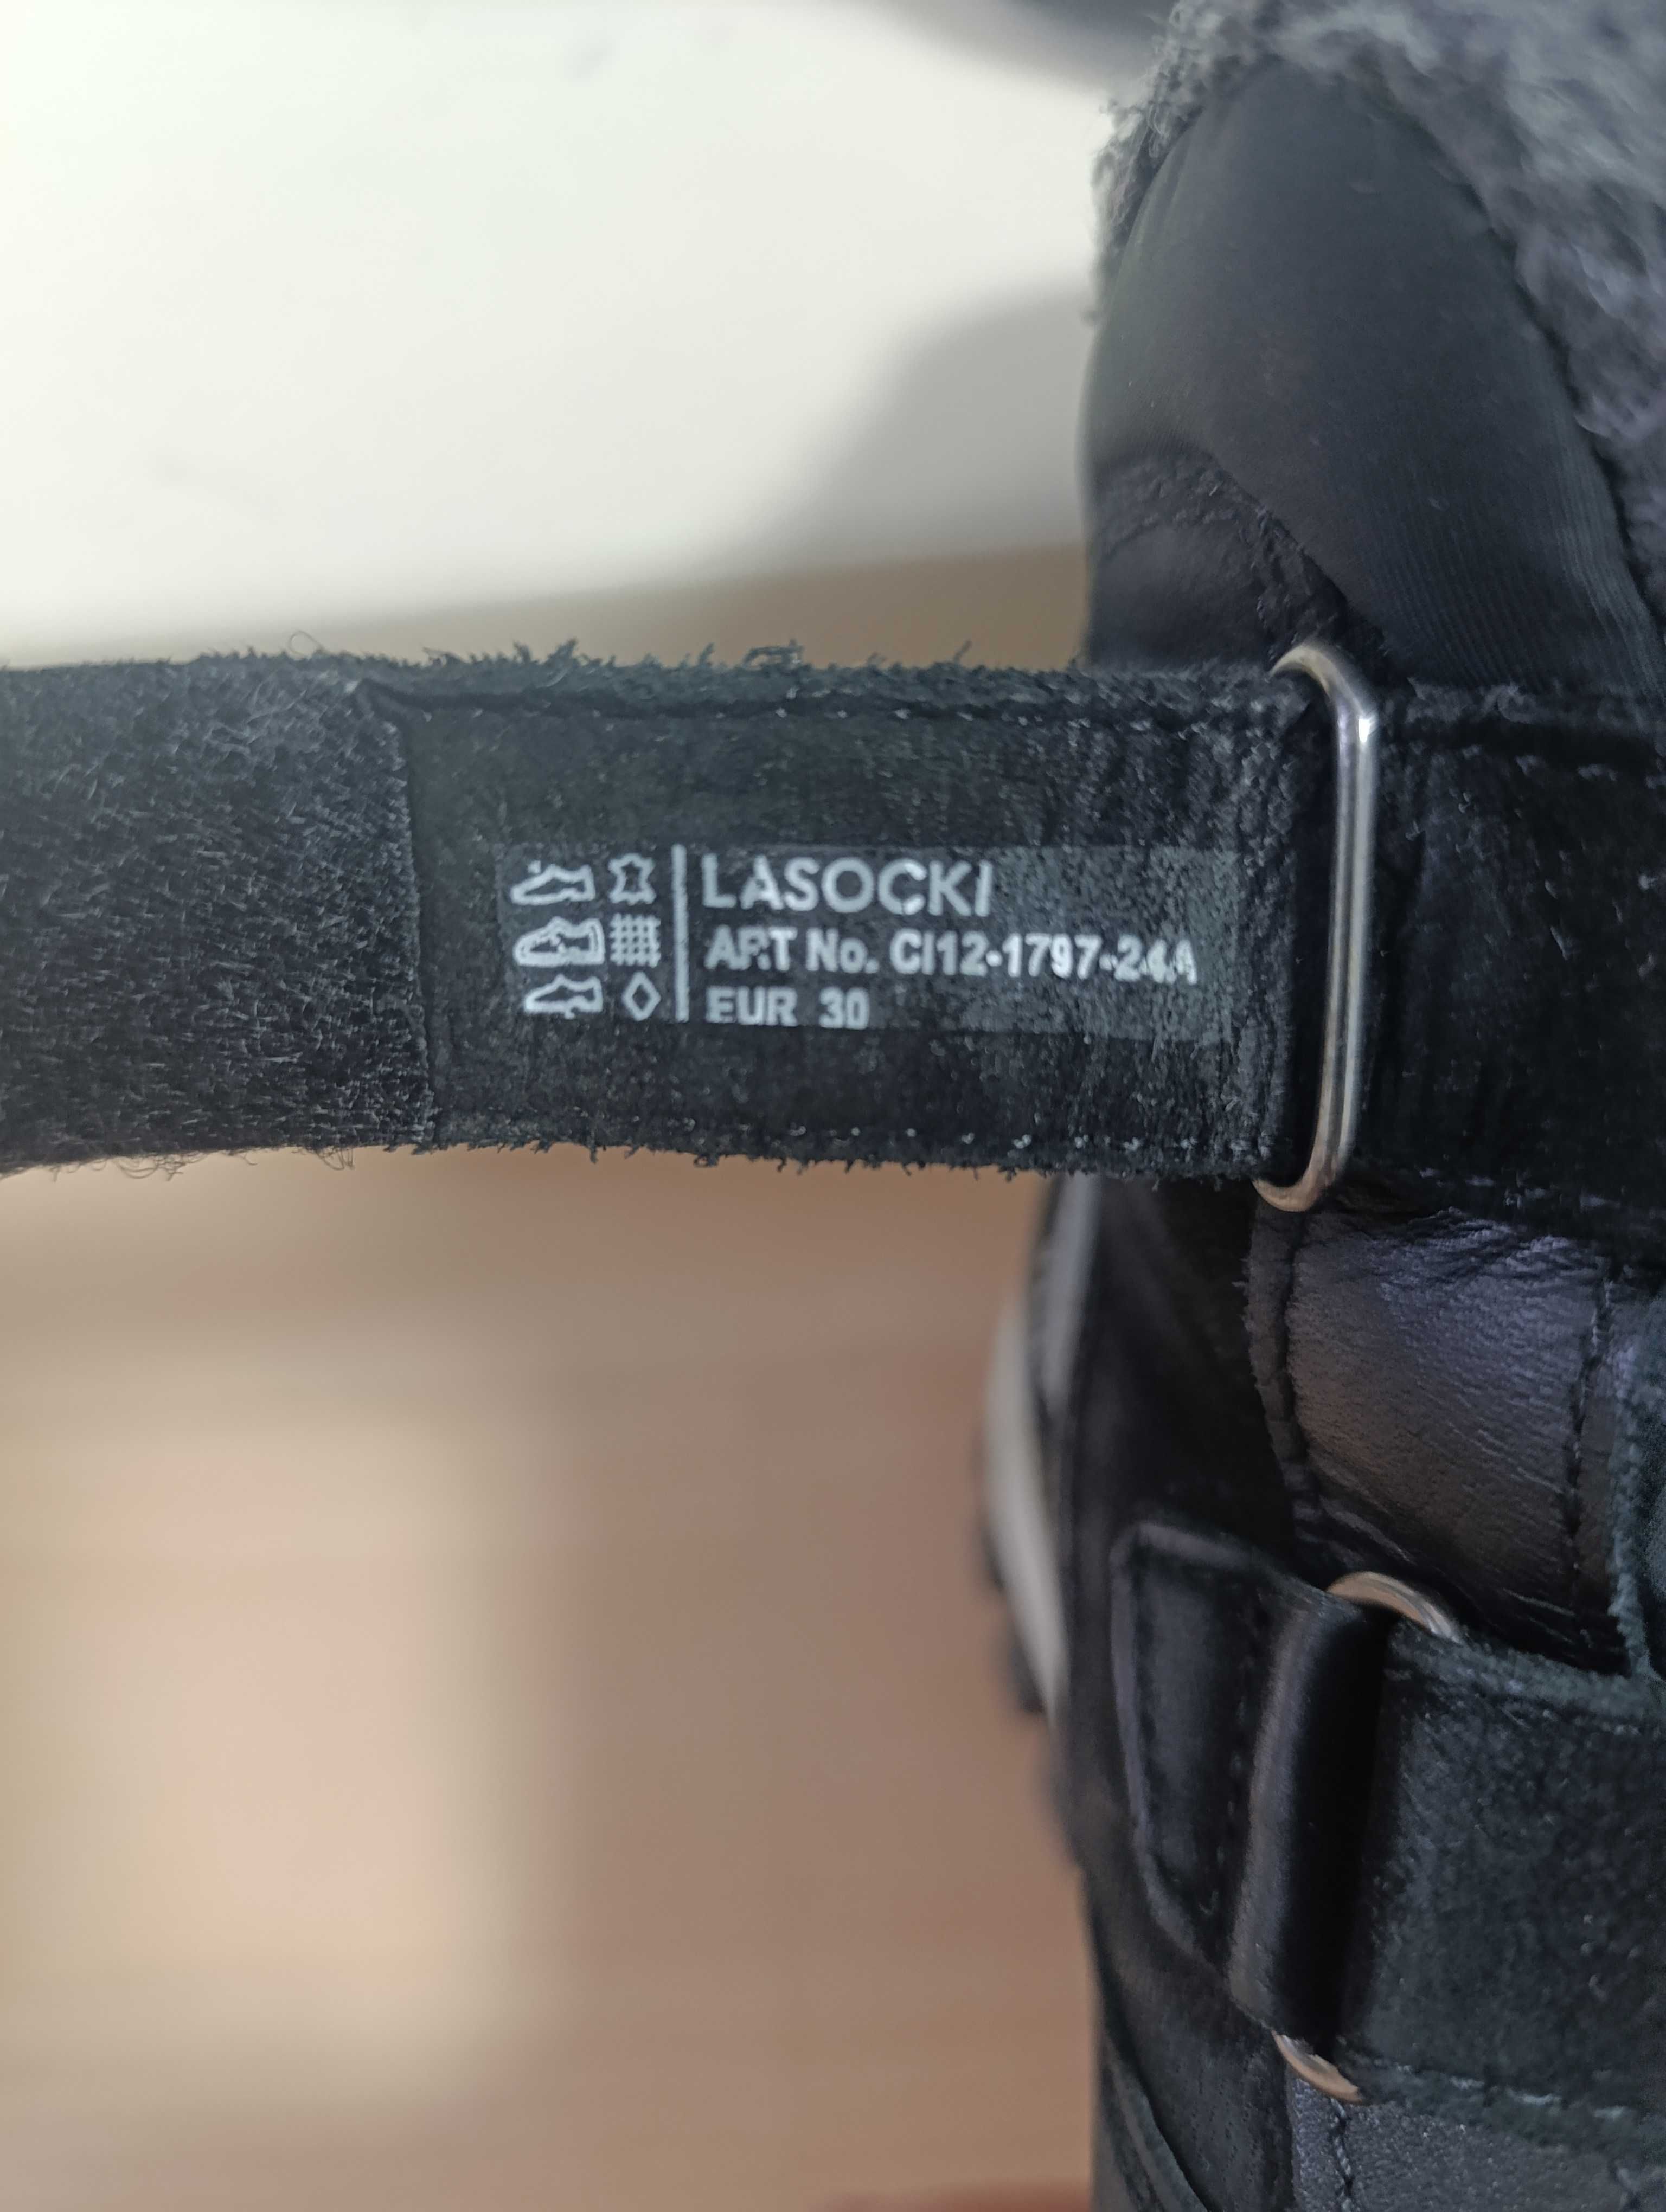 LASOCKI
ART No. CI12-1797-24A
EUR 30